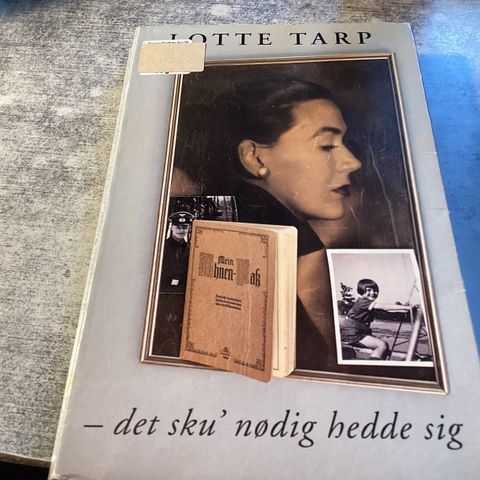 LOTTE TARP
Mein
Ahnen-Paß
– det sku' nødig hedde sig